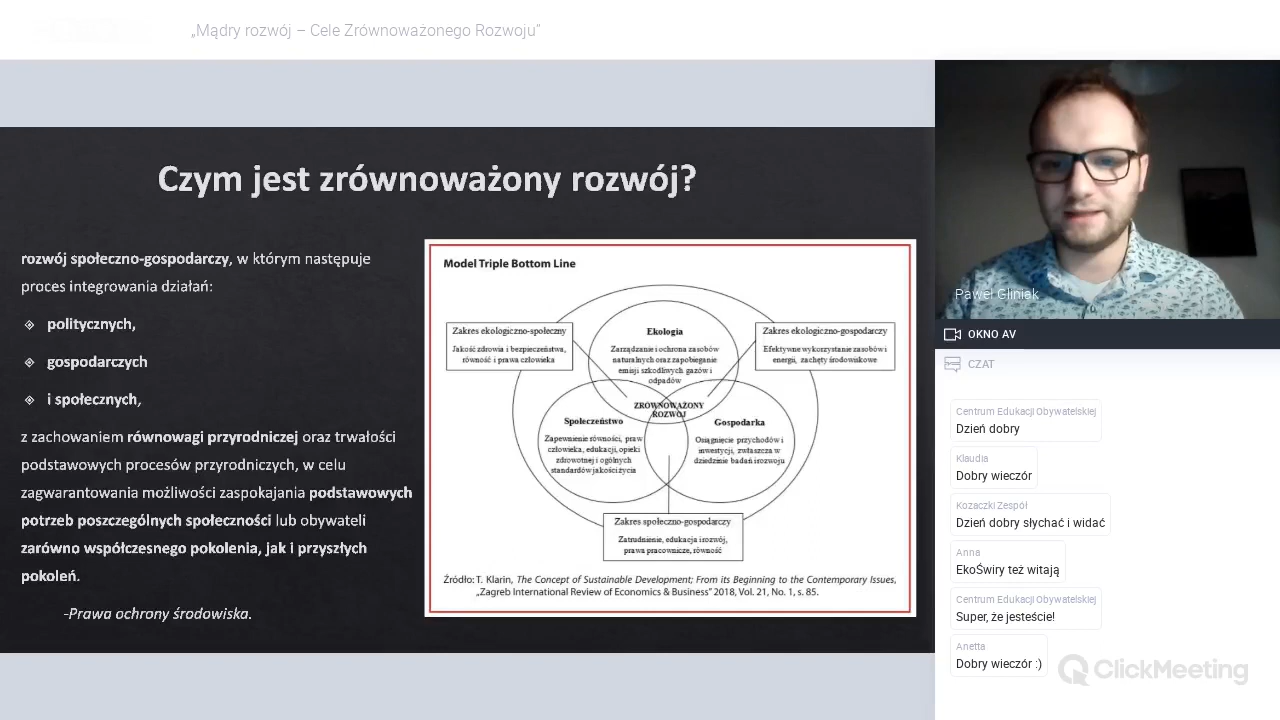 „Mądry rozwój – Cele Zrównoważonego Rozwoju”
Czym jest zrównoważony rozwój?
rozwój społeczno-gospodarczy, w którym następuje
proces integrowania działań:
politycznych,
gospodarczych
i społecznych,
z zachowaniem równowagi przyrodniczej oraz trwałości
podstawowych procesów przyrodniczych, w celu
zagwarantowania możliwości zaspokajania podstawowych
potrzeb poszczególnych społeczności lub obywateli
zarówno współczesnego pokolenia, jak i przyszłych
pokoleń.
-Prawa ochrony środowiska.
Model Triple Bottom Line
Zakres ekologiczno-społeczny
Jakość zdrowia i bezpieczeństwa,
równość i prawa człowieka
Ekologia
Zarządzanie i ochrona zasobów
naturalnych oraz zapobieganie
emisji szkodliwych gazów i
odpadów
Zakres ekologiczno-gospodarczy
Efektywne wykorzystanie zasobów i
energii, zachęty środowiskowe
ZRÓWNOWAŻONY
ROZWÓJ
Społeczeństwo
Zapewnienie równości, praw
człowieka, edukacji, opieki
zdrowotnej i ogólnych
standardów jakości życia
Gospodarka
Osiągnięcie przychodów i
inwestycji, zwłaszcza w
dziedzinie badań i rozwoju
Zakres społeczno-gospodarczy
Zatrudnienie, edukacja i rozwój,
prawa pracownicze, równość
Źródło: T. Klarin, The Concept of Sustainable Development; From its Beginning to the Contemporary Issues,
„Zagreb International Review of Economics & Business” 2018, Vol. 21, No. 1, s. 85.
Paweł Gliniak
OKNO AV
CZAT
Centrum Edukacji Obywatelskiej
Dzień dobry
Klaudia
Dobry wieczór
Kozaczki Zespół
Dzień dobry słychać i widać
Anna
EkoŚwiry też witają
Centrum Edukacji Obywatelskiej
Super, że jesteście!
Anetta
Dobry wieczór :)
ClickMeeting